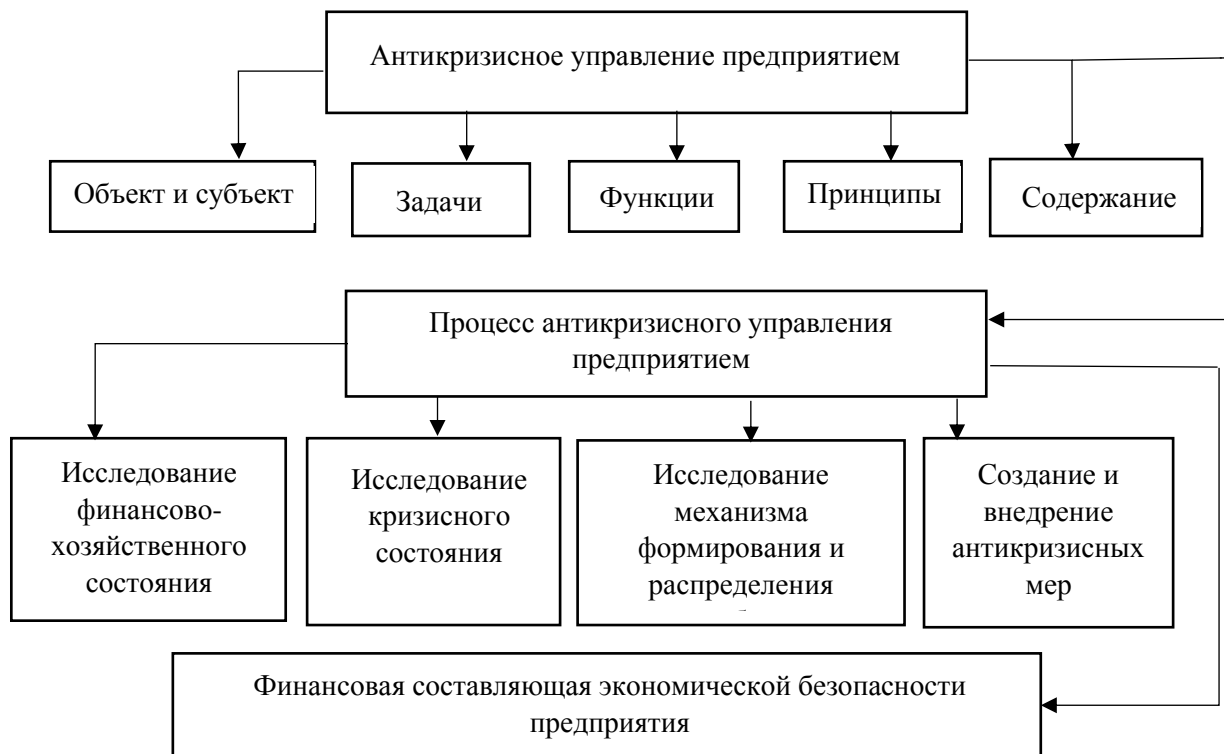 Антикризисное управление предприятием
Объект и субъект
Задачи
Функции
Принципы
Содержание
Процесс антикризисного управления
предприятием
Исследование
финансово-
хозяйственного
состояния
Исследование
кризисного
состояния
Исследование
механизма
формирования и
распределения
Создание и
внедрение
антикризисных
мер
Финансовая составляющая экономической безопасности
предприятия